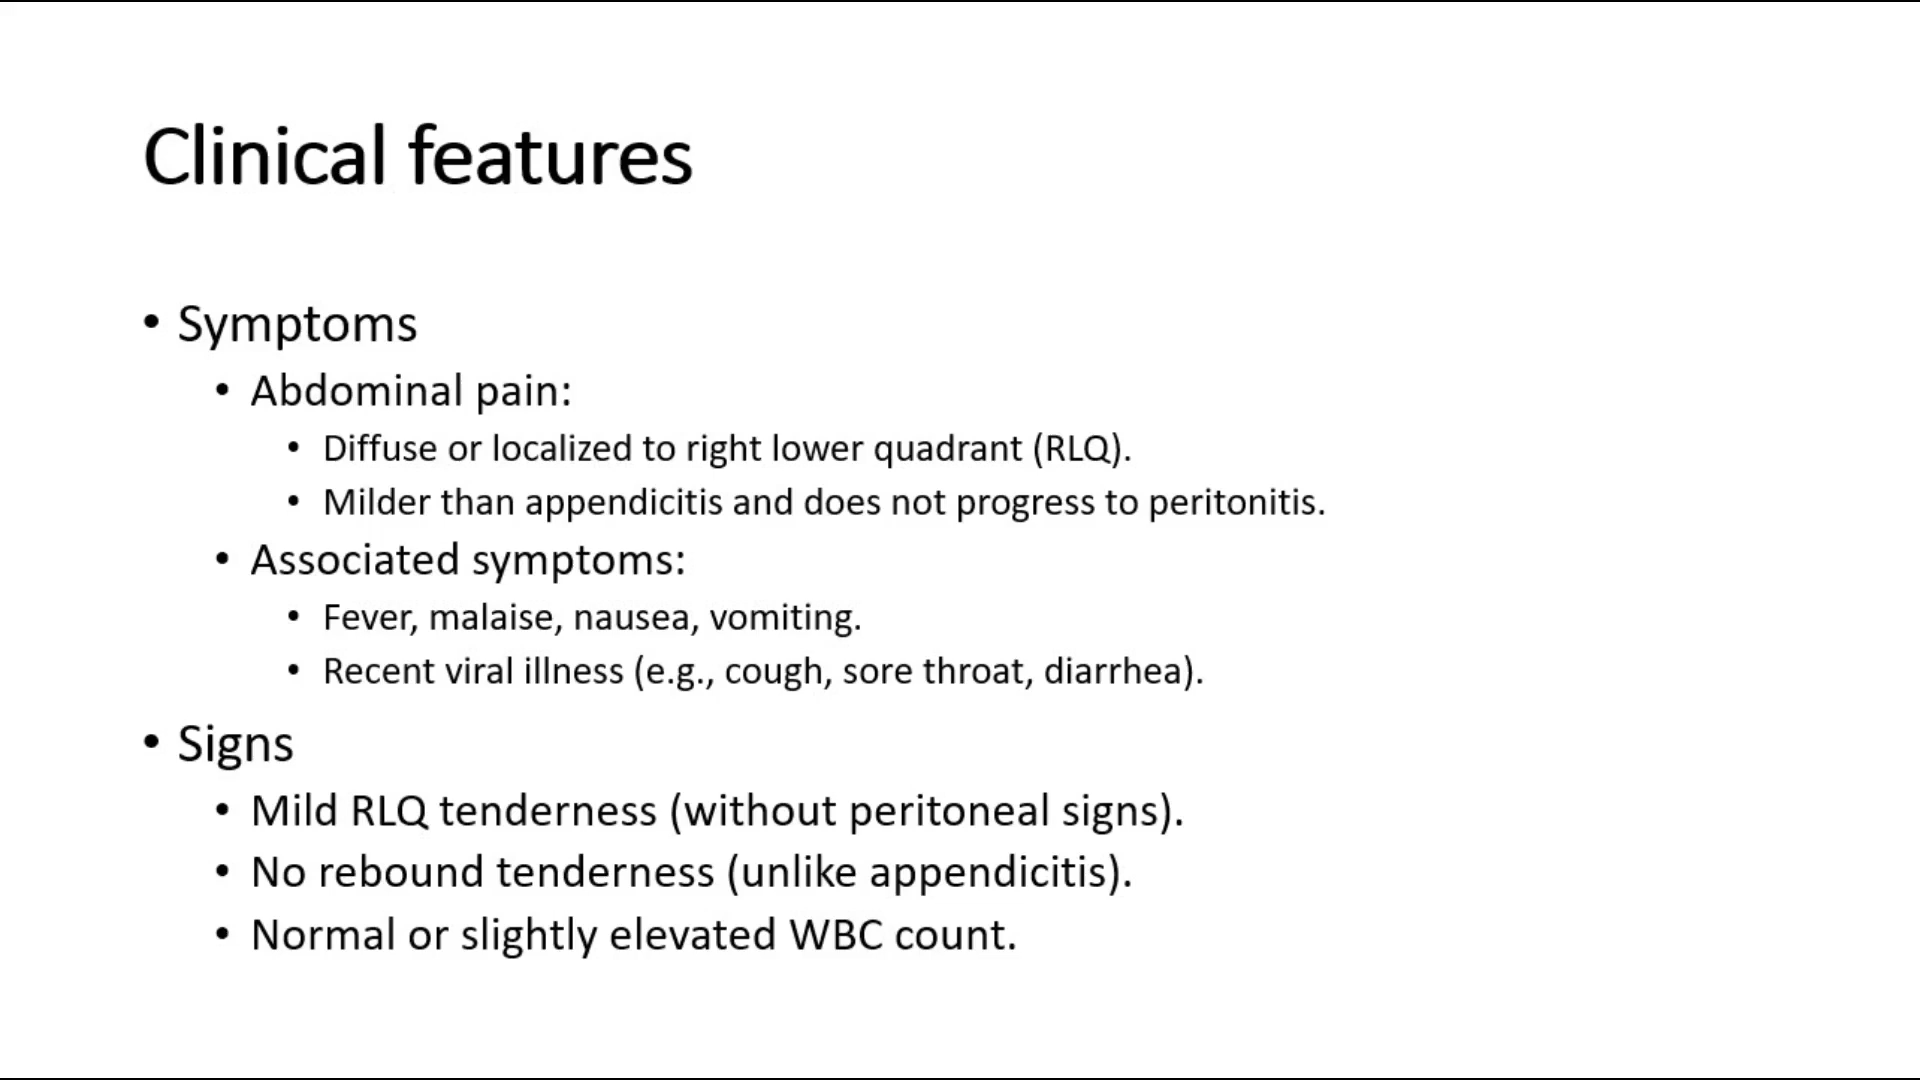 Clinical features
• Symptoms
• Abdominal pain:
• Diffuse or localized to right lower quadrant (RLQ).
• Milder than appendicitis and does not progress to peritonitis.
• Associated symptoms:
• Fever, malaise, nausea, vomiting.
• Recent viral illness (e.g., cough, sore throat, diarrhea).
• Signs
• Mild RLQ tenderness (without peritoneal signs).
• No rebound tenderness (unlike appendicitis).
• Normal or slightly elevated WBC count.